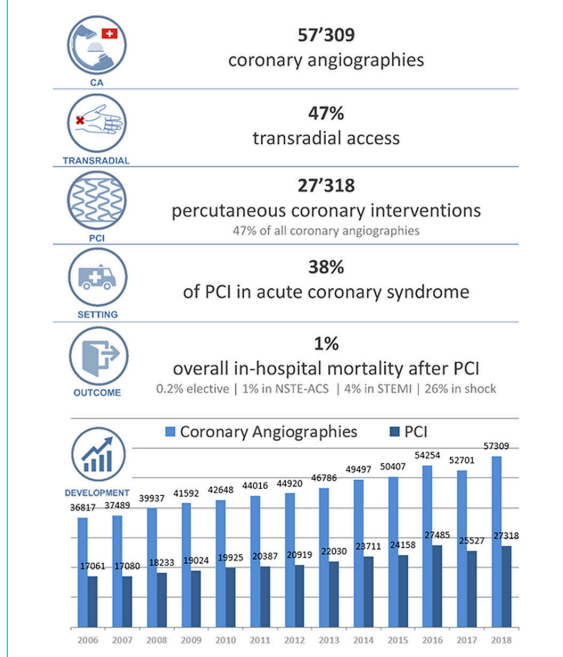 57’309
coronary angiographies
CA
47%
transradial access
TRANSRADIAL
27’318
percutaneous coronary interventions
47% of all coronary angiographies
PCI
38%
of PCI in acute coronary syndrome
SETTING
1%
overall in-hospital mortality after PCI
0.2% elective | 1% in NSTE-ACS | 4% in STEMI | 26% in shock
OUTCOME
Coronary Angiographies PCI
DEVELOPMENT
36817 37489 39937 41592 42648 44016 44920 46786 49497 50407 54254 52701 57309
17061 17080 18233 19024 19925 20387 20919 22030 23711 24158 27485 25527 27318
2006 2007 2008 2009 2010 2011 2012 2013 2014 2015 2016 2017 2018